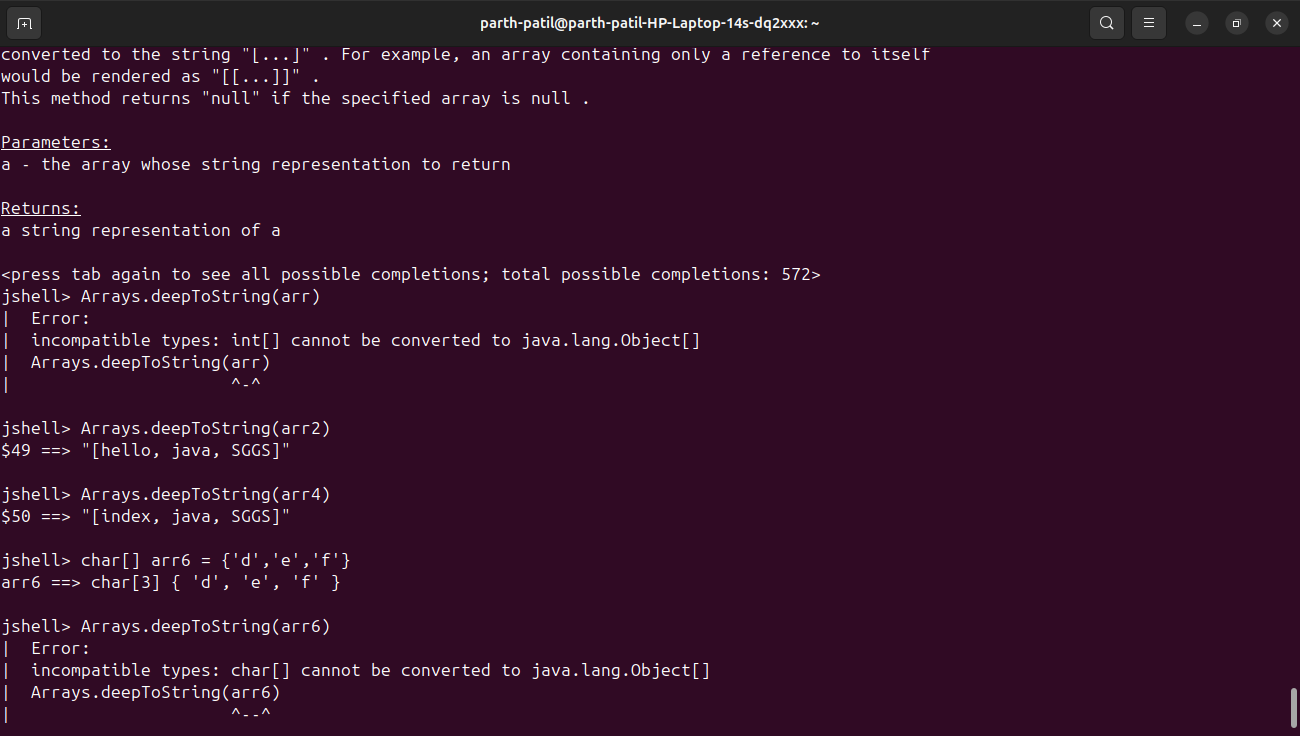 parth-patil@parth-patil-HP-Laptop-14s-dq2xxx: ~
converted to the string "[...]" . For example, an array containing only a reference to itself
would be rendered as "[[...]]" .
This method returns "null" if the specified array is null .
Parameters:
a - the array whose string representation to return
Returns:
a string representation of a
<press tab again to see all possible completions; total possible completions: 572>
jshell> Arrays.deepToString(arr)
|  Error:
|  incompatible types: int[] cannot be converted to java.lang.Object[]
|  Arrays.deepToString(arr)
|                      ^-^
jshell> Arrays.deepToString(arr2)
$49 ==> "[hello, java, SGGS]"
jshell> Arrays.deepToString(arr4)
$50 ==> "[index, java, SGGS]"
jshell> char[] arr6 = {'d','e','f'}
arr6 ==> char[3] { 'd', 'e', 'f' }
jshell> Arrays.deepToString(arr6)
|  Error:
|  incompatible types: char[] cannot be converted to java.lang.Object[]
|  Arrays.deepToString(arr6)
|                      ^--^